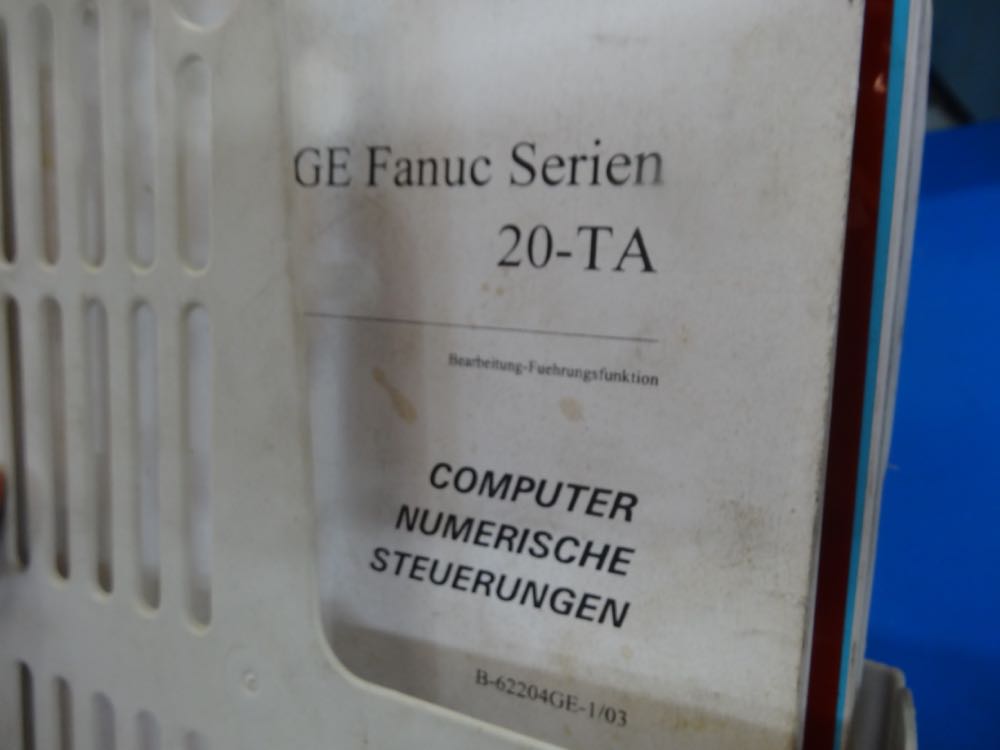 GE Fanuc Serien
20-TA
Bearbeitung-Fuehrungsfunktion
COMPUTER
NUMERISCHE
STEUERUNGEN
B-62204GE-1/03